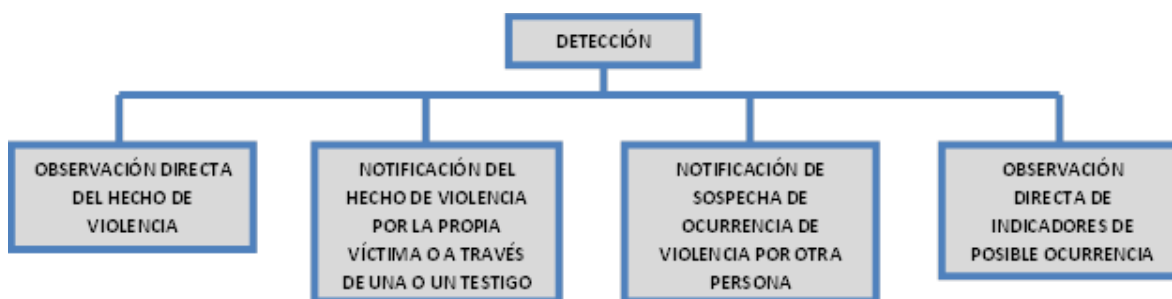 DETECCIÓN
OBSERVACIÓN DIRECTA
DEL HECHO DE
VIOLENCIA
NOTIFICACIÓN DEL
HECHO DE VIOLENCIA
POR LA PROPIA
VÍCTIMA O A TRAVÉS
DE UNA O UN TESTIGO
NOTIFICACIÓN DE
SOSPECHA DE
OCURRENCIA DE
VIOLENCIA POR OTRA
PERSONA
OBSERVACIÓN
DIRECTA DE
INDICADORES DE
POSIBLE OCURRENCIA